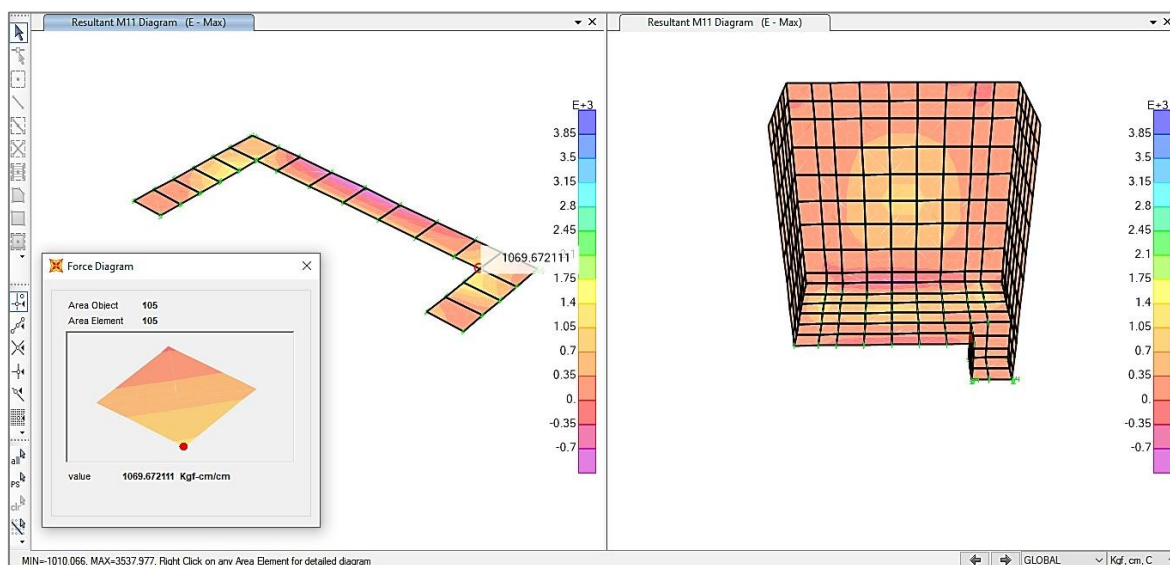 Resultant M11 Diagram (E - Max)
Resultant M11 Diagram (E - Max)
E+3
3.85
3.5
3.15
2.8
2.45
2.1
1.75
1.4
1.05
0.7
0.35
0.
-0.35
-0.7
1069.672111
Force Diagram
Area Object 105
Area Element 105
value 1069.672111 Kgf-cm/cm
E+3
3.85
3.5
3.15
2.8
2.45
2.1
1.75
1.4
1.05
0.7
0.35
0.
-0.35
-0.7
all
PS
clr
MIN=-1010.066, MAX=3537.977, Right Click on any Area Element for detailed diagram
GLOBAL
Kgf, cm, C